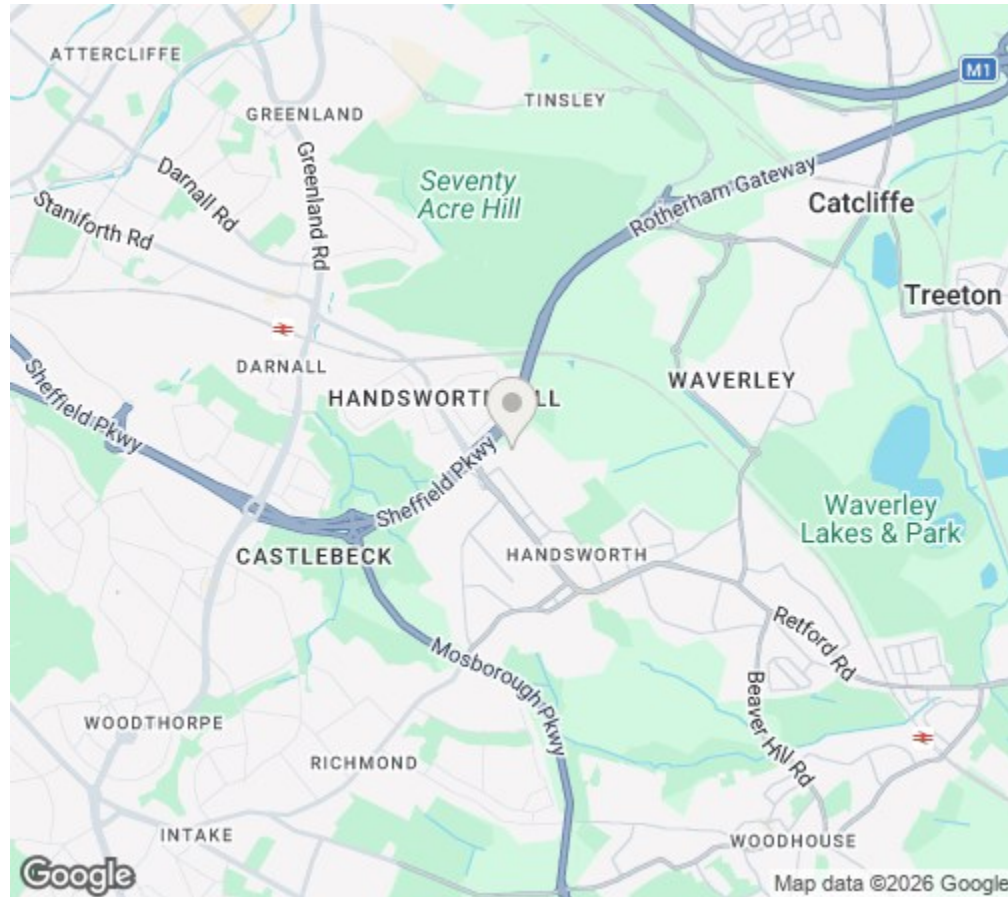 ATTERCLIFFE
M1
TINSLEY
GREENLAND
Darnall Rd
Greenland Rd
Seventy
Acre Hill
Rotherham Gateway
Catcliffe
Staniforth Rd
Treeton
DARNALL
WAVERLEY
HANDSWORTH
Sheffield Pkwy
Sheffield Pkwy
Waverley
Lakes & Park
CASTLEBECK
HANDSWORTH
Retford Rd
Mosborough Pkwy
Beaver Hill Rd
WOODTHORPE
RICHMOND
INTAKE
WOODHOUSE
Google
Map data ©2026 Google